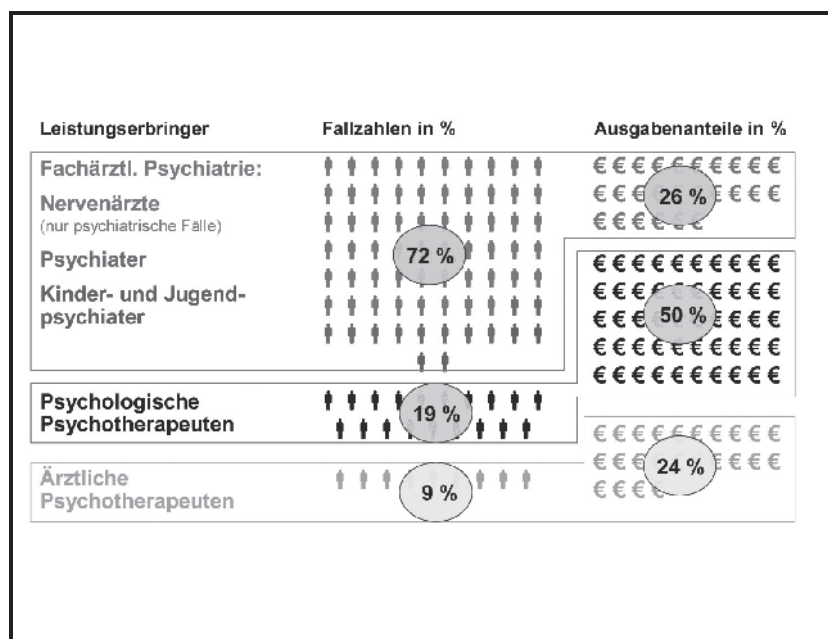 Leistungserbringer Fallzahlen in % Ausgabenanteile in %
Fachärztl. Psychiatrie:
Nervenärzte
(nur psychiatrische Fälle)
Psychiater
Kinder- und Jugend-
psychiater
72 %
26 %
50 %
Psychologische
Psychotherapeuten
19 %
Ärztliche
Psychotherapeuten
9 %
24 %